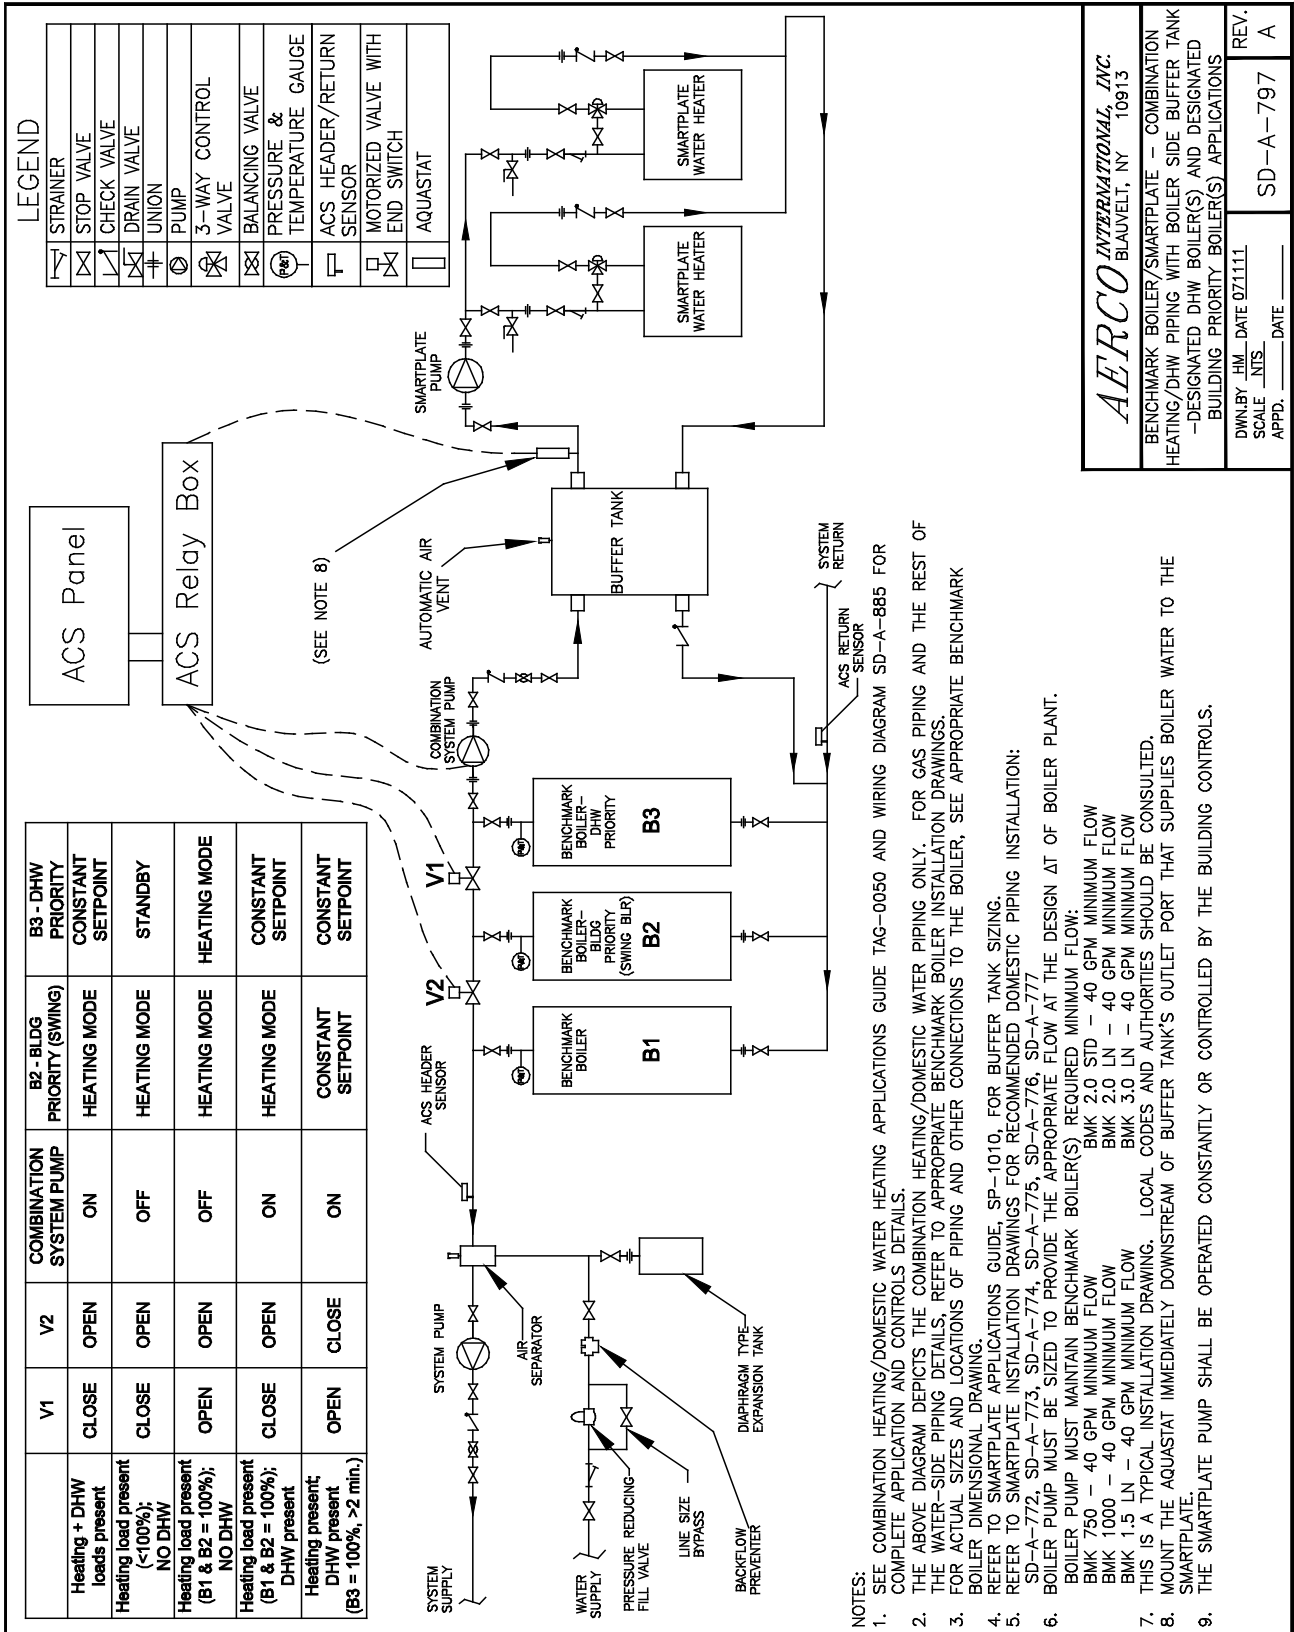 V1
V2
COMBINATION
SYSTEM PUMP
B2 - BLDG
PRIORITY (SWING)
B3 - DHW
PRIORITY
Heating + DHW
loads present
CLOSE
OPEN
ON
HEATING MODE
CONSTANT
SETPOINT
Heating load present
(<100%);
NO DHW
CLOSE
OPEN
OFF
HEATING MODE
STANDBY
Heating load present
(B1 & B2 = 100%);
NO DHW
OPEN
OPEN
OFF
HEATING MODE
HEATING MODE
Heating load present
(B1 & B2 = 100%);
DHW present
CLOSE
OPEN
ON
HEATING MODE
CONSTANT
SETPOINT
Heating present;
DHW present
(B3 = 100%, >2 min.)
OPEN
CLOSE
ON
CONSTANT
SETPOINT
CONSTANT
SETPOINT
ACS Panel
ACS Relay Box
LEGEND
STRAINER
STOP VALVE
CHECK VALVE
DRAIN VALVE
UNION
PUMP
3-WAY CONTROL
VALVE
BALANCING VALVE
P&T
PRESSURE &
TEMPERATURE GAUGE
ACS HEADER/RETURN
SENSOR
MOTORIZED VALVE WITH
END SWITCH
AQUASTAT
(SEE NOTE 8)
AUTOMATIC AIR
VENT
SYSTEM
SUPPLY
SYSTEM PUMP
AIR
SEPARATOR
ACS HEADER
SENSOR
V2
V1
COMBINATION
SYSTEM PUMP
SMARTPLATE
PUMP
WATER
SUPPLY
PRESSURE REDUCING
FILL VALVE
LINE SIZE
BYPASS
BACKFLOW
PREVENTER
DIAPHRAGM TYPE
EXPANSION TANK
P&T
BENCHMARK
BOILER
B1
P&T
BENCHMARK
BOILER-
BLDG
PRIORITY
(SWING BLR)
B2
P&T
BENCHMARK
BOILER-
DHW
PRIORITY
B3
BUFFER TANK
SMARTPLATE
WATER HEATER
SMARTPLATE
WATER HEATER
ACS RETURN
SENSOR
SYSTEM
RETURN
NOTES:
1. SEE COMBINATION HEATING/DOMESTIC WATER HEATING APPLICATIONS GUIDE TAG-0050 AND WIRING DIAGRAM SD-A-885 FOR
COMPLETE APPLICATION AND CONTROLS DETAILS.
2. THE ABOVE DIAGRAM DEPICTS THE COMBINATION HEATING/DOMESTIC WATER PIPING ONLY. FOR GAS PIPING AND THE REST OF
THE WATER-SIDE PIPING DETAILS, REFER TO APPROPRIATE BENCHMARK BOILER INSTALLATION DRAWINGS.
3. FOR ACTUAL SIZES AND LOCATIONS OF PIPING AND OTHER CONNECTIONS TO THE BOILER, SEE APPROPRIATE BENCHMARK
BOILER DIMENSIONAL DRAWING.
4. REFER TO SMARTPLATE APPLICATIONS GUIDE, SP-1010, FOR BUFFER TANK SIZING.
5. REFER TO SMARTPLATE INSTALLATION DRAWINGS FOR RECOMMENDED DOMESTIC PIPING INSTALLATION:
SD-A-772, SD-A-773, SD-A-774, SD-A-775, SD-A-776, SD-A-777
6. BOILER PUMP MUST BE SIZED TO PROVIDE THE APPROPRIATE FLOW AT THE DESIGN ΔT OF BOILER PLANT.
BOILER PUMP MUST MAINTAIN BENCHMARK BOILER(S) REQUIRED MINIMUM FLOW:
BMK 750 - 40 GPM MINIMUM FLOW BMK 2.0 STD - 40 GPM MINIMUM FLOW
BMK 1000 - 40 GPM MINIMUM FLOW BMK 2.0 LN - 40 GPM MINIMUM FLOW
BMK 1.5 LN - 40 GPM MINIMUM FLOW BMK 3.0 LN - 40 GPM MINIMUM FLOW
7. THIS IS A TYPICAL INSTALLATION DRAWING. LOCAL CODES AND AUTHORITIES SHOULD BE CONSULTED.
8. MOUNT THE AQUASTAT IMMEDIATELY DOWNSTREAM OF BUFFER TANK'S OUTLET PORT THAT SUPPLIES BOILER WATER TO THE
SMARTPLATE.
9. THE SMARTPLATE PUMP SHALL BE OPERATED CONSTANTLY OR CONTROLLED BY THE BUILDING CONTROLS.
AERCO INTERNATIONAL, INC.
BLAUVELT, NY 10913
BENCHMARK BOILER/SMARTPLATE - COMBINATION
HEATING/DHW PIPING WITH BOILER SIDE BUFFER TANK
-DESIGNATED DHW BOILER(S) AND DESIGNATED
BUILDING PRIORITY BOILER(S) APPLICATIONS
DWN.BY HM DATE 071111
SCALE NTS
APPD. DATE
SD-A-797
REV.
A